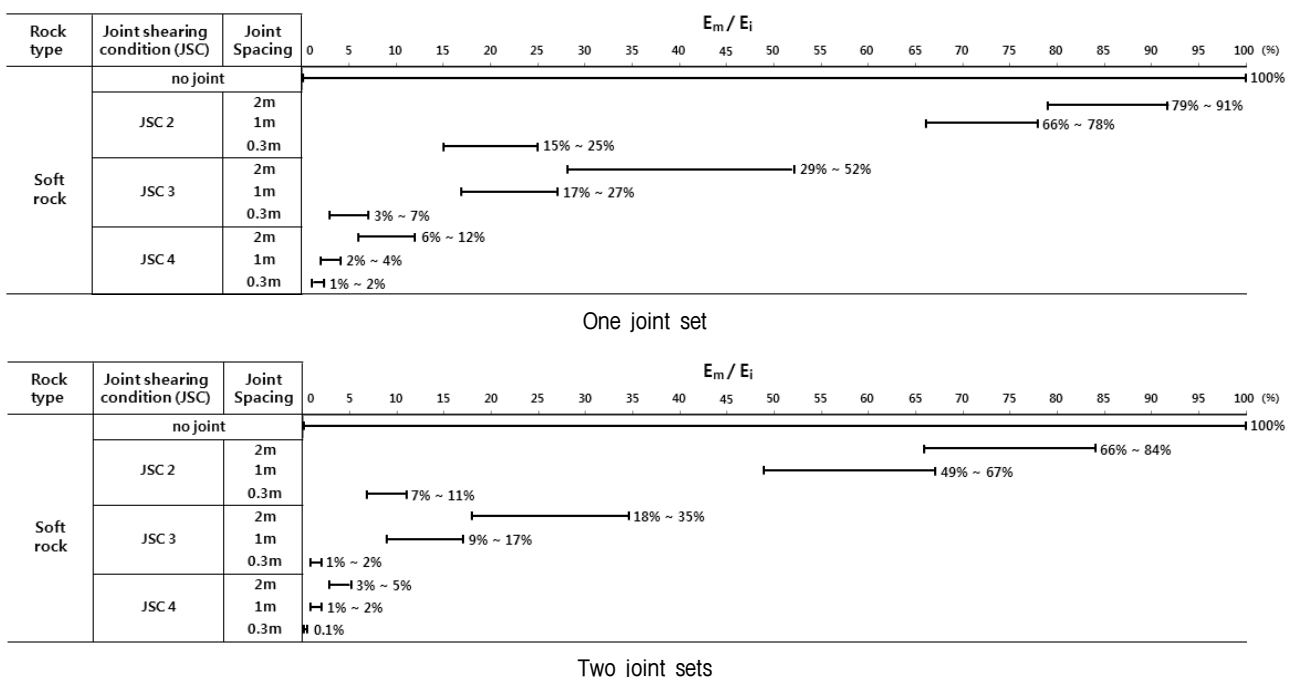 E_m / E_i
Rock type Joint shearing condition (JSC) Joint Spacing 0 5 10 15 20 25 30 35 40 45 50 55 60 65 70 75 80 85 90 95 100 (%)
no joint 100%
Soft rock
JSC 2 2m 79% ~ 91%
1m 66% ~ 78%
0.3m 15% ~ 25%
JSC 3 2m 29% ~ 52%
1m 17% ~ 27%
0.3m 3% ~ 7%
JSC 4 2m 6% ~ 12%
1m 2% ~ 4%
0.3m 1% ~ 2%
One joint set
E_m / E_i
Rock type Joint shearing condition (JSC) Joint Spacing 0 5 10 15 20 25 30 35 40 45 49 55 60 65 70 75 80 85 90 95 100 (%)
no joint 100%
Soft rock
JSC 2 2m 66% ~ 84%
1m 49% ~ 67%
0.3m 7% ~ 11%
JSC 3 2m 18% ~ 35%
1m 9% ~ 17%
0.3m 1% ~ 2%
JSC 4 2m 3% ~ 5%
1m 1% ~ 2%
0.3m 0.1%
Two joint sets